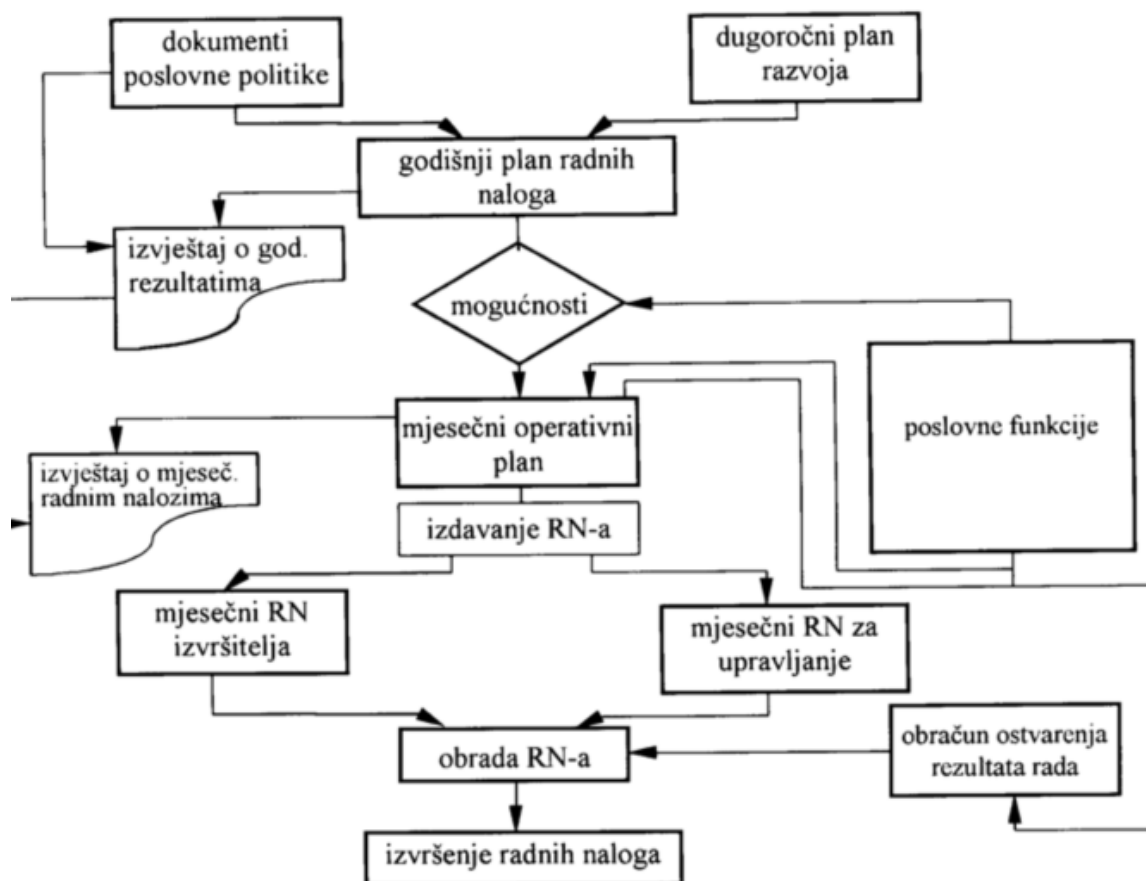 dokumenti
poslovne politike
dugoročni plan
razvoja
godišnji plan radnih
naloga
izvještaj o god.
rezultatima
mogućnosti
poslovne funkcije
mjesečni operativni
plan
izvještaj o mjeseč.
radnim nalozima
izdavanje RN-a
mjesečni RN
izvršitelja
mjesečni RN za
upravljanje
obračun ostvarenja
rezultata rada
obrada RN-a
izvršenje radnih naloga